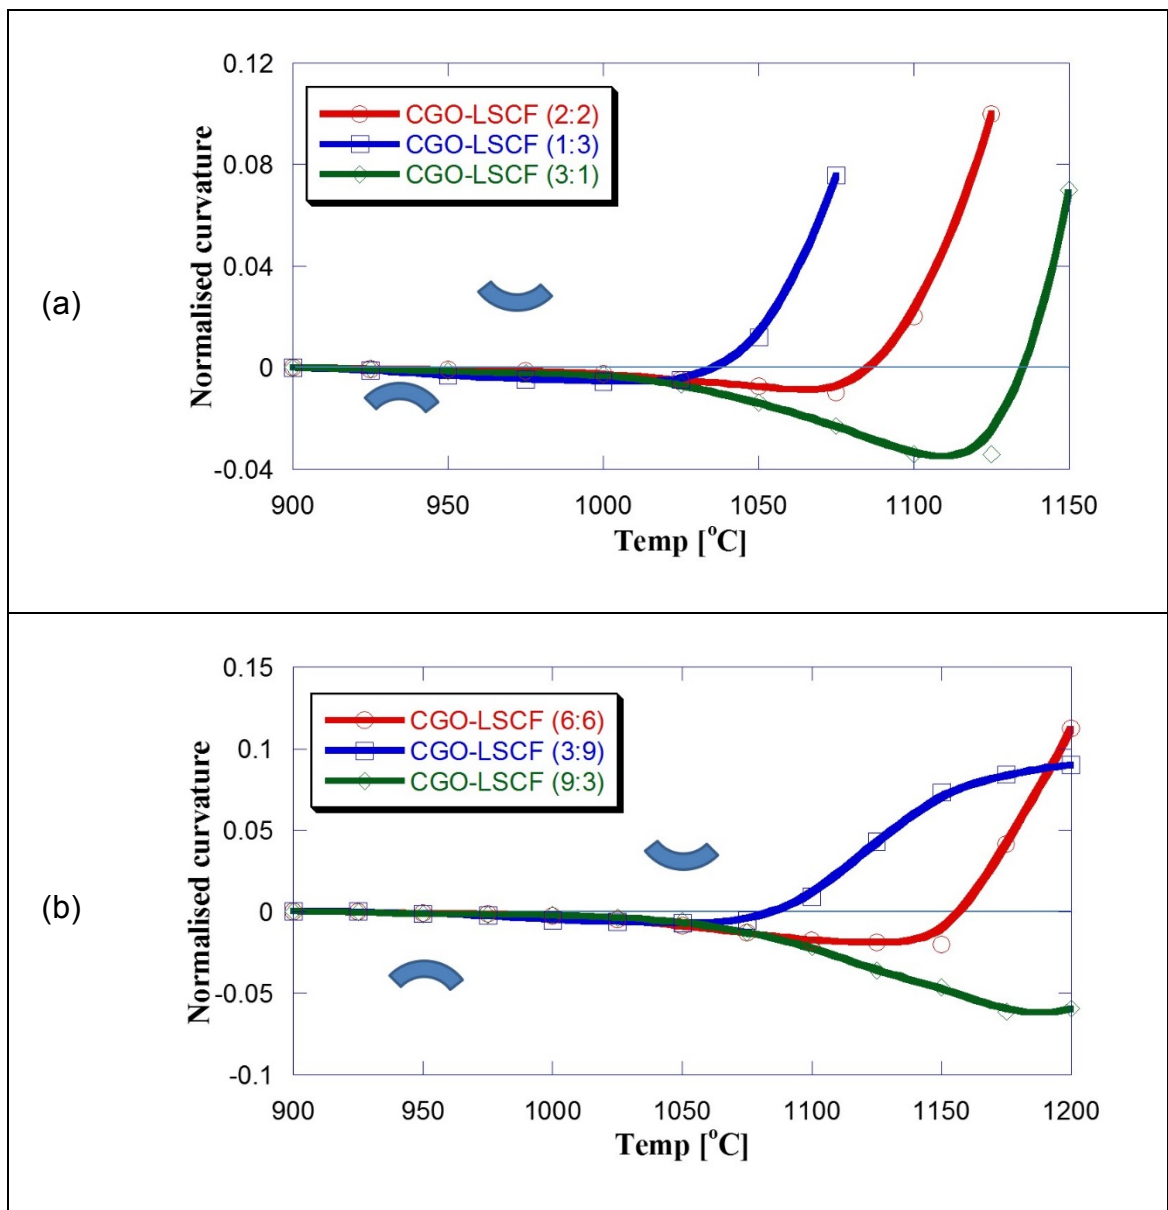 (a)
Normalised curvature
0.12
0.08
0.04
0
-0.04
CGO-LSCF (2:2)
CGO-LSCF (1:3)
CGO-LSCF (3:1)
900 950 1000 1050 1100 1150
Temp [°C]
(b)
Normalised curvature
0.15
0.1
0.05
0
-0.05
-0.1
CGO-LSCF (6:6)
CGO-LSCF (3:9)
CGO-LSCF (9:3)
900 950 1000 1050 1100 1150 1200
Temp [°C]